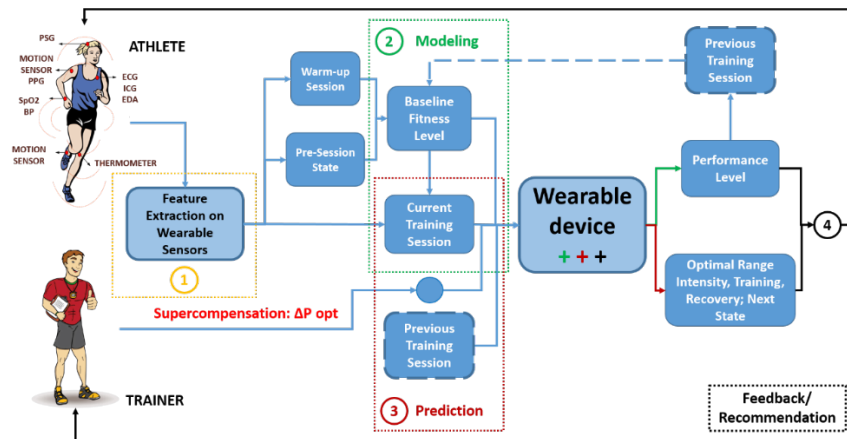 PSG
ATHLETE
MOTION
SENSOR
PPG
ECG
ICG
EDA
SpO2
BP
MOTION
SENSOR
THERMOMETER
Feature
Extraction on
Wearable
Sensors
1
Warm-up
Session
Pre-Session
State
2 Modeling
Baseline
Fitness
Level
Current
Training
Session
Supercompensation: ΔP opt
Previous
Training
Session
3 Prediction
Wearable
device
+ + +
Previous
Training
Session
Performance
Level
4
Optimal Range
Intensity, Training,
Recovery; Next
State
TRAINER
Feedback/
Recommendation